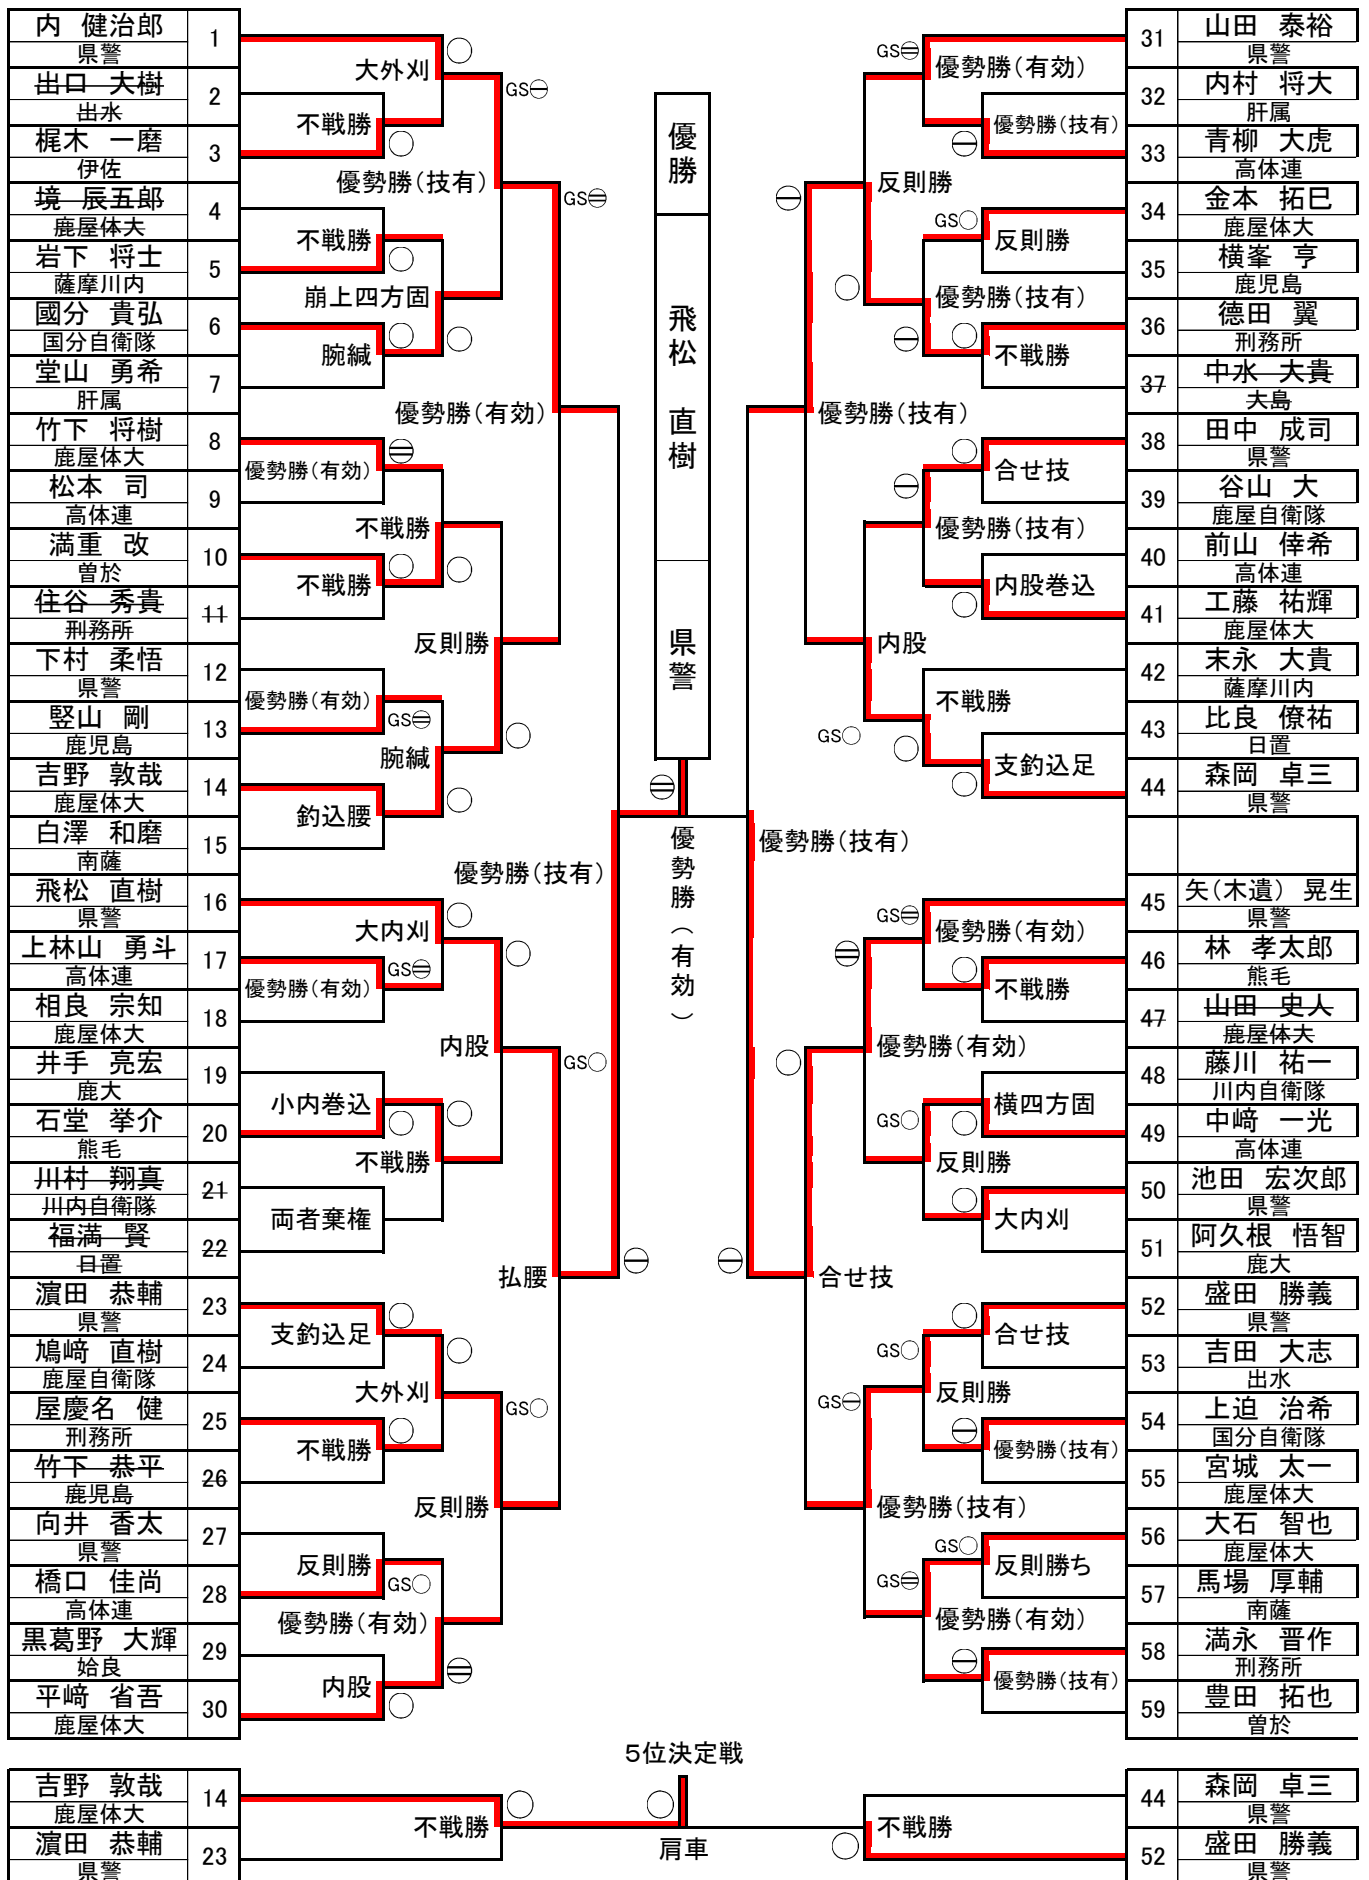 内 健治郎
県警
1
出口 大樹
出水
2
梶木 一磨
伊佐
3
境 辰五郎
鹿屋体大
4
岩下 将士
薩摩川内
5
國分 貴弘
国分自衛隊
6
堂山 勇希
肝属
7
竹下 将樹
鹿屋体大
8
松本 司
高体連
9
満重 改
曽於
10
住谷 秀貴
刑務所
11
下村 柔悟
県警
12
竪山 剛
鹿児島
13
吉野 敦哉
鹿屋体大
14
白澤 和磨
南薩
15
飛松 直樹
県警
16
上林山 勇斗
高体連
17
相良 宗知
鹿屋体大
18
井手 亮宏
鹿大
19
石堂 挙介
熊毛
20
川村 翔真
川内自衛隊
21
福満 賢
日置
22
濵田 恭輔
県警
23
鳩﨑 直樹
鹿屋自衛隊
24
屋慶名 健
刑務所
25
竹下 恭平
鹿児島
26
向井 香太
県警
27
橋口 佳尚
高体連
28
黒葛野 大輝
姶良
29
平﨑 省吾
鹿屋体大
30
大外刈
不戦勝
GS
優勢勝(技有)
不戦勝
崩上四方固
腕緘
GS
優勢勝(有効)
優勢勝(有効)
不戦勝
不戦勝
反則勝
優勢勝(有効)
GS
腕緘
釣込腰
優勢勝(技有)
大内刈
GS
優勢勝(有効)
内股
GS
小内巻込
不戦勝
両者棄権
払腰
支釣込足
大外刈
GS
不戦勝
反則勝
反則勝
GS
優勢勝(有効)
内股
優勝
飛松 直樹
県警
優勢勝(有効)
GS
優勢勝(有効)
優勢勝(技有)
反則勝
GS
反則勝
優勢勝(技有)
不戦勝
優勢勝(技有)
合せ技
優勢勝(技有)
内股巻込
内股
不戦勝
GS
支釣込足
優勢勝(技有)
GS
優勢勝(有効)
不戦勝
優勢勝(有効)
横四方固
GS
反則勝
大内刈
合せ技
合せ技
GS
反則勝
GS
優勢勝(技有)
優勢勝(技有)
GS
反則勝ち
GS
優勢勝(有効)
優勢勝(技有)
31
山田 泰裕
県警
32
内村 将大
肝属
33
青柳 大虎
高体連
34
金本 拓巳
鹿屋体大
35
横峯 亨
鹿児島
36
德田 翼
刑務所
37
中水 大貴
大島
38
田中 成司
県警
39
谷山 大
鹿屋自衛隊
40
前山 倖希
高体連
41
工藤 祐輝
鹿屋体大
42
末永 大貴
薩摩川内
43
比良 僚祐
日置
44
森岡 卓三
県警
45
矢(木遺) 晃生
県警
46
林 孝太郎
熊毛
47
山田 史人
鹿屋体大
48
藤川 祐一
川内自衛隊
49
中﨑 一光
高体連
50
池田 宏次郎
県警
51
阿久根 悟智
鹿大
52
盛田 勝義
県警
53
吉田 大志
出水
54
上迫 治希
国分自衛隊
55
宮城 太一
鹿屋体大
56
大石 智也
鹿屋体大
57
馬場 厚輔
南薩
58
満永 晋作
刑務所
59
豊田 拓也
曽於
5位決定戦
吉野 敦哉
鹿屋体大
14
濵田 恭輔
県警
23
不戦勝
肩車
不戦勝
44
森岡 卓三
県警
52
盛田 勝義
県警